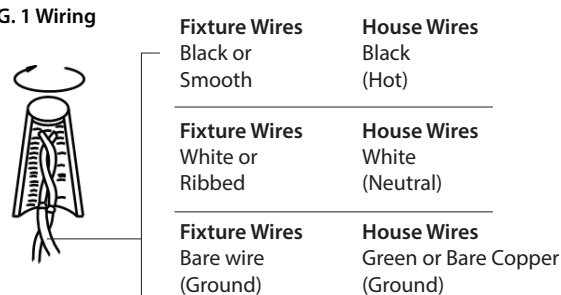 G. 1 Wiring
Fixture Wires House Wires
Black or Black
Smooth (Hot)
Fixture Wires House Wires
White or White
Ribbed (Neutral)
Fixture Wires House Wires
Bare wire Green or Bare Copper
(Ground) (Ground)